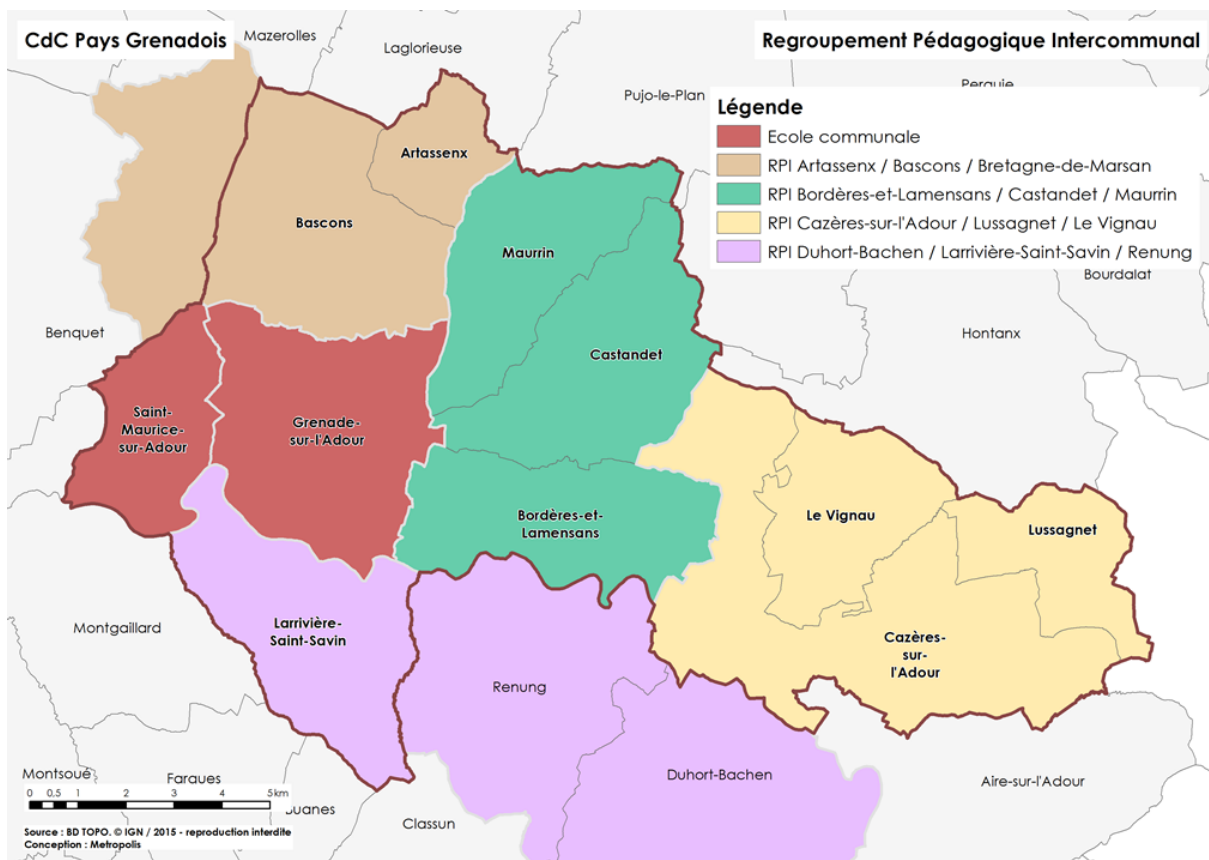 CdC Pays Grenadois
Mazerolles
Laglorieuse
Regroupement Pédagogique Intercommunal
Pujo-le-Plan
Perquie
Légende
Ecole communale
RPI Artassenx / Bascons / Bretagne-de-Marsan
RPI Bordères-et-Lamensans / Castandet / Maurrin
RPI Cazères-sur-l'Adour / Lussagnet / Le Vignau
RPI Duhort-Bachen / Larrivière-Saint-Savin / Renung
Artassenx
Bascons
Maurrin
Bourdalat
Benquet
Hontanx
Castandet
Saint-
Maurice-
sur-Adour
Grenade-
sur-l'Adour
Bordères-et-
Lamensans
Le Vignau
Lussagnet
Montgaillard
Larrivière-
Saint-Savin
Cazères-
sur-
l'Adour
Renung
Montsoué
Faraues
Duhort-Bachen
Aire-sur-l'Adour
0 0,5 1 2 3 4 5km
ouanes
Classun
Source : BD TOPO. © IGN / 2015 - reproduction interdite
Conception : Metropolis